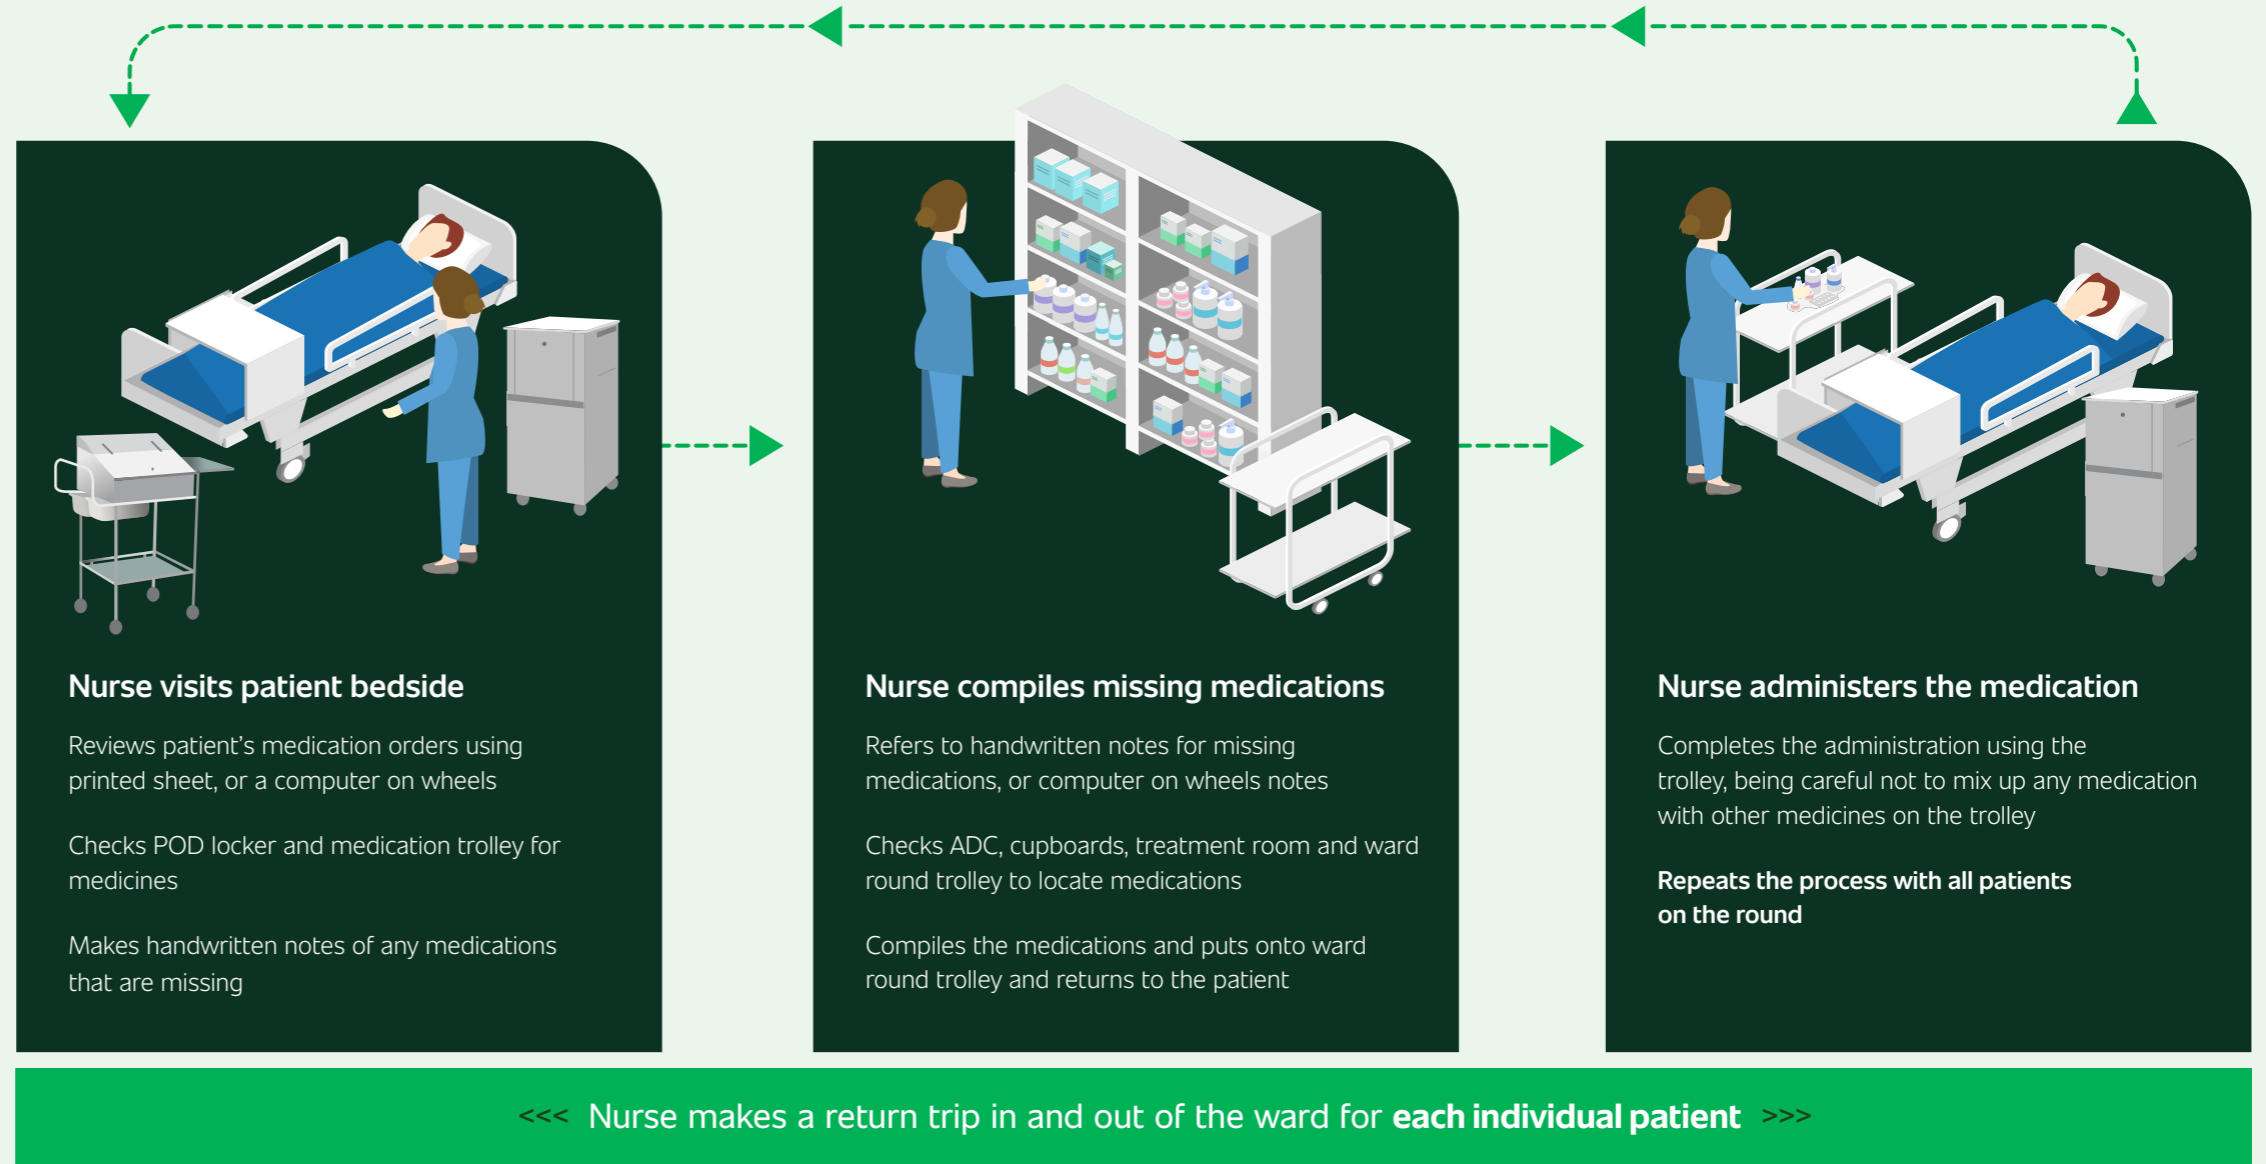 Nurse visits patient bedside
Reviews patient’s medication orders using
printed sheet, or a computer on wheels
Checks POD locker and medication trolley for
medicines
Makes handwritten notes of any medications
that are missing
Nurse compiles missing medications
Refers to handwritten notes for missing
medications, or computer on wheels notes
Checks ADC, cupboards, treatment room and ward
round trolley to locate medications
Compiles the medications and puts onto ward
round trolley and returns to the patient
Nurse administers the medication
Completes the administration using the
trolley, being careful not to mix up any medication
with other medicines on the trolley
Repeats the process with all patients
on the round
<<< Nurse makes a return trip in and out of the ward for each individual patient >>>